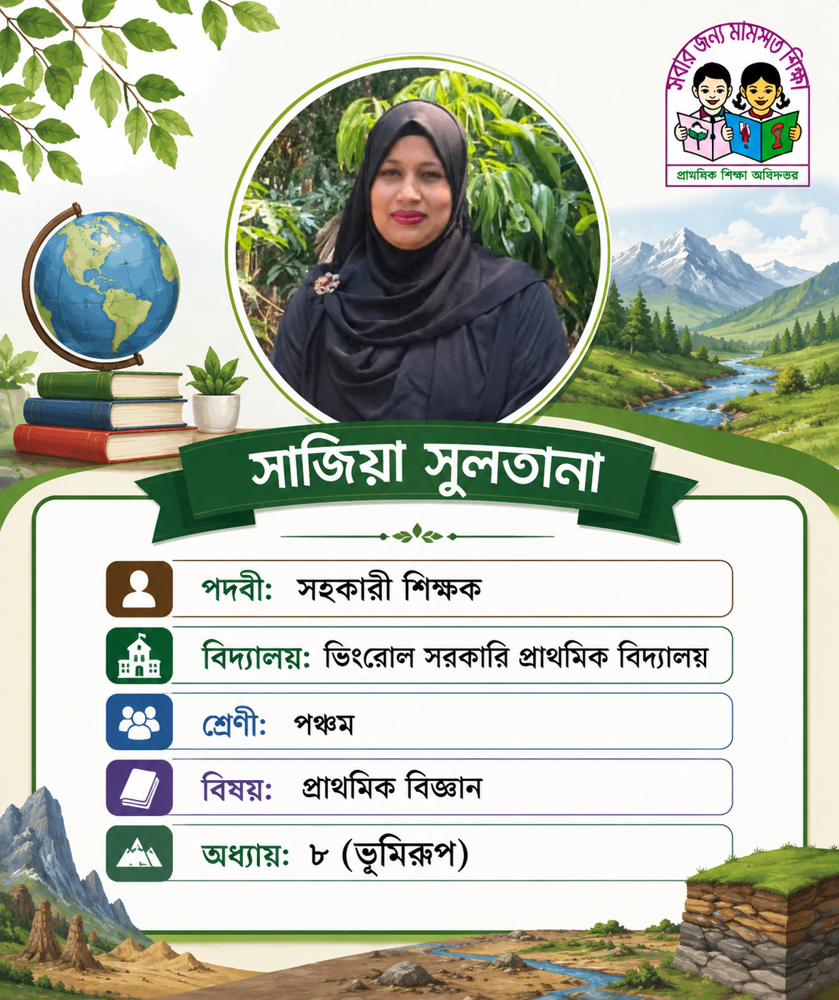 সবার জন্য মানসম্মত শিক্ষা
প্রাথমিক শিক্ষা অধিদপ্তর
সাজিয়া সুলতানা
পদবী: সহকারী শিক্ষক
বিদ্যালয়: ভিংরোল সরকারি প্রাথমিক বিদ্যালয়
শ্রেণী: পঞ্চম
বিষয়: প্রাথমিক বিজ্ঞান
অধ্যায়: ৮ (ভূমিরূপ)